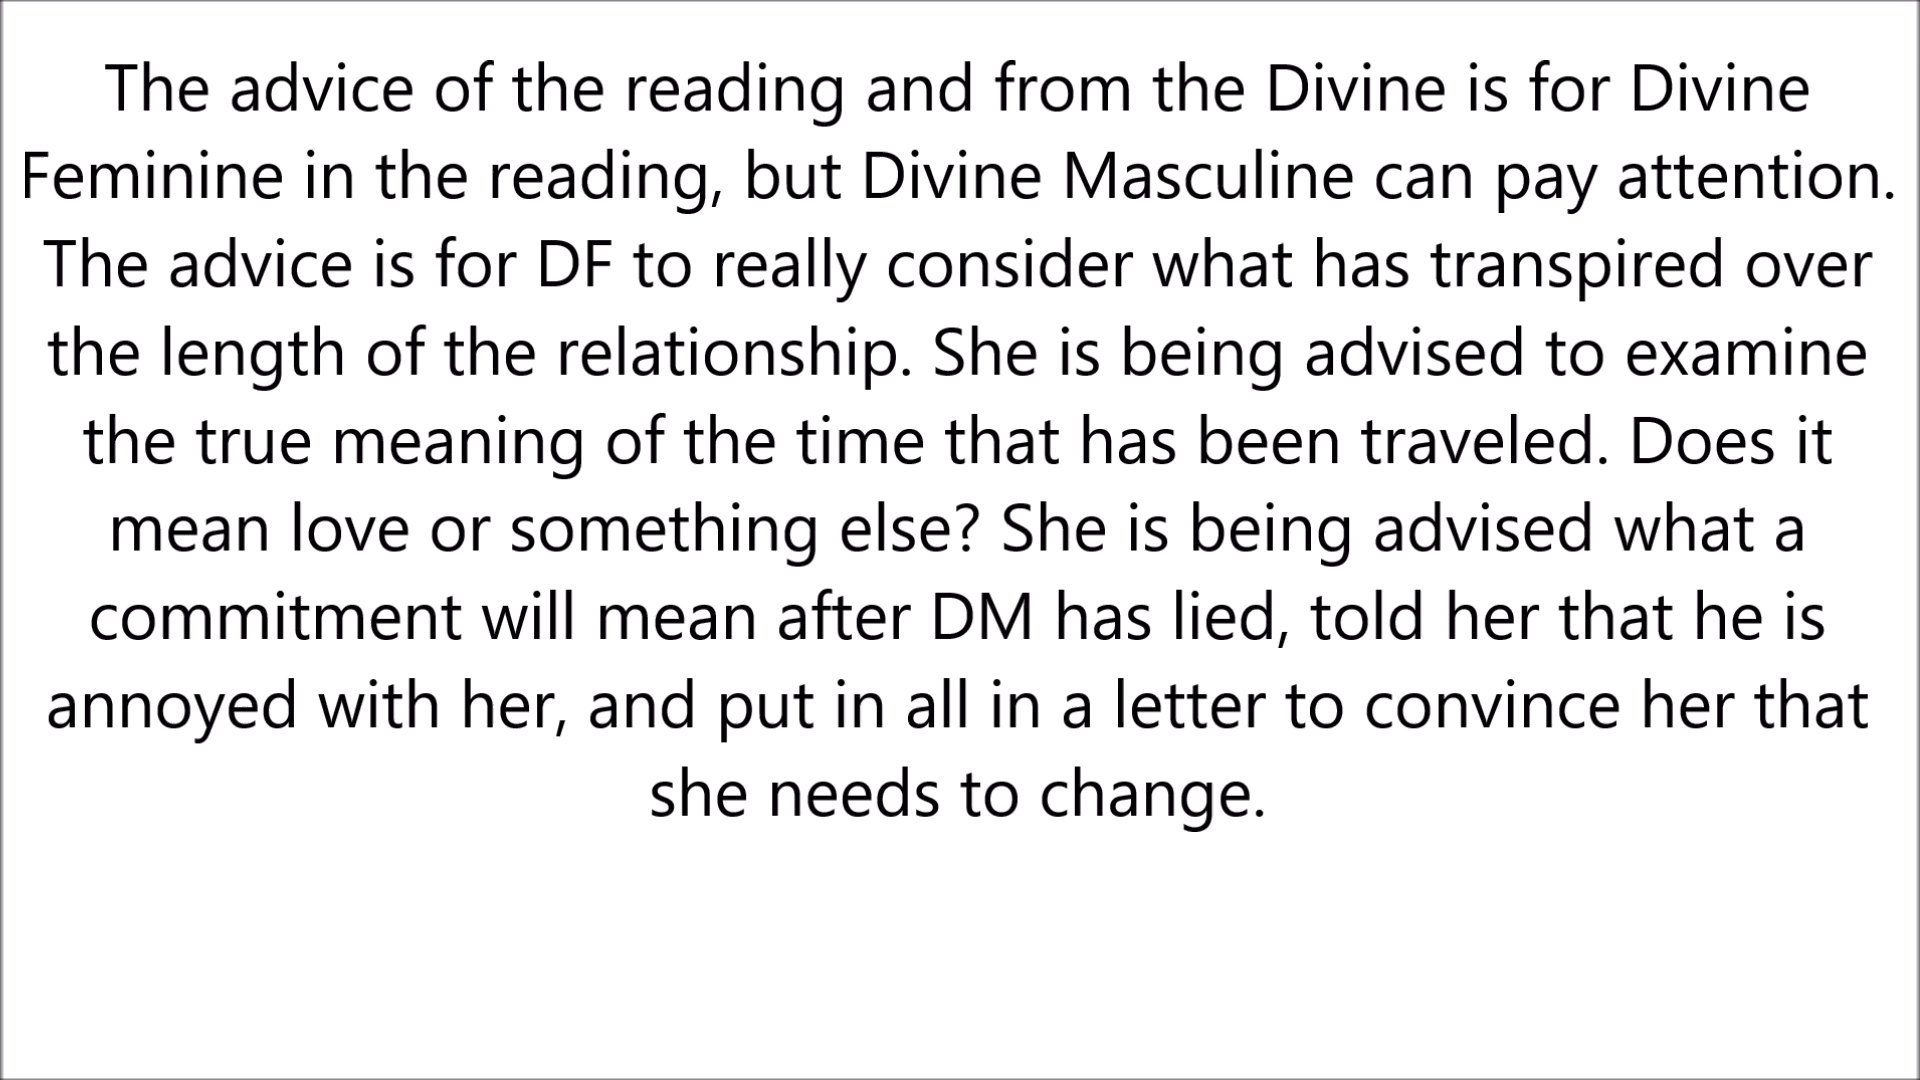 The advice of the reading and from the Divine is for Divine
Feminine in the reading, but Divine Masculine can pay attention.
The advice is for DF to really consider what has transpired over
the length of the relationship. She is being advised to examine
the true meaning of the time that has been traveled. Does it
mean love or something else? She is being advised what a
commitment will mean after DM has lied, told her that he is
annoyed with her, and put in all in a letter to convince her that
she needs to change.